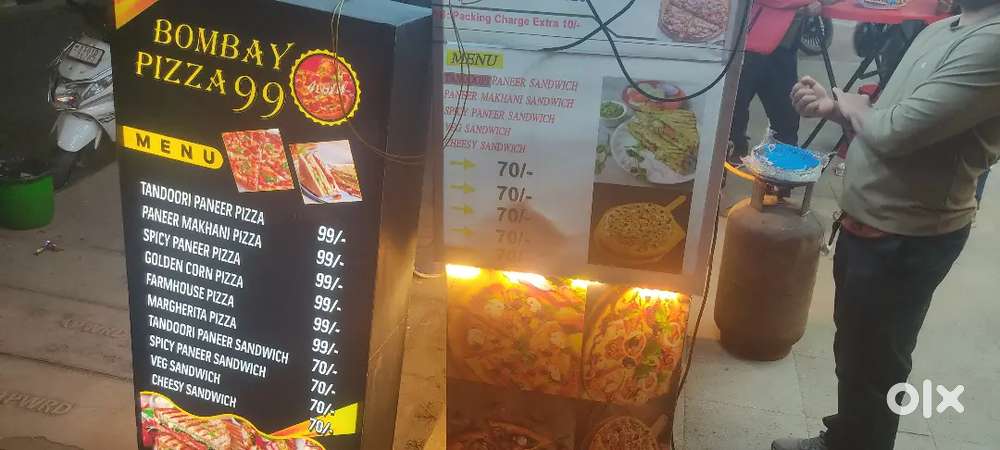 BOMBAY
PIZZA 99
MENU
TANDOORI PANEER PIZZA
PANEER MAKHANI PIZZA 99/-
SPICY PANEER PIZZA 99/-
GOLDEN CORN PIZZA 99/-
FARMHOUSE PIZZA 99/-
MARGHERITA PIZZA 99/-
TANDOORI PANEER SANDWICH 99/-
SPICY PANEER SANDWICH 70/-
VEG SANDWICH 70/-
CHEESY SANDWICH 70/-
70/-
Packing Charge Extra 10/-
MENU
TANDOORI PANEER SANDWICH
PANEER MAKHANI SANDWICH
SPICY PANEER SANDWICH
VEG SANDWICH
CHEESY SANDWICH
70/-
70/-
70/-
70/-
70/-
OLX